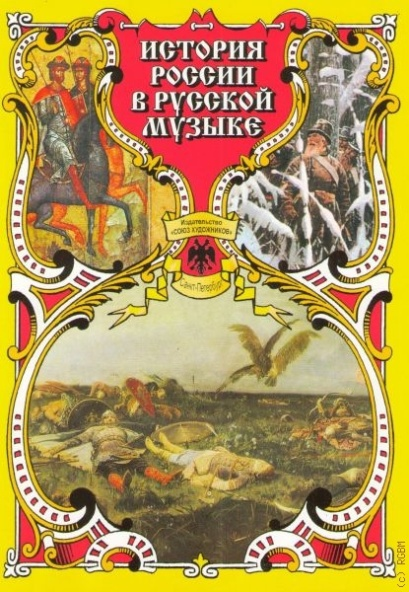 ИСТОРИЯ
РОССИИ
В РУССКОЙ
МУЗЫКЕ
Издательство
«СОЮЗ ХУДОЖНИКОВ»
Санкт-Петербург
(c) RGBM